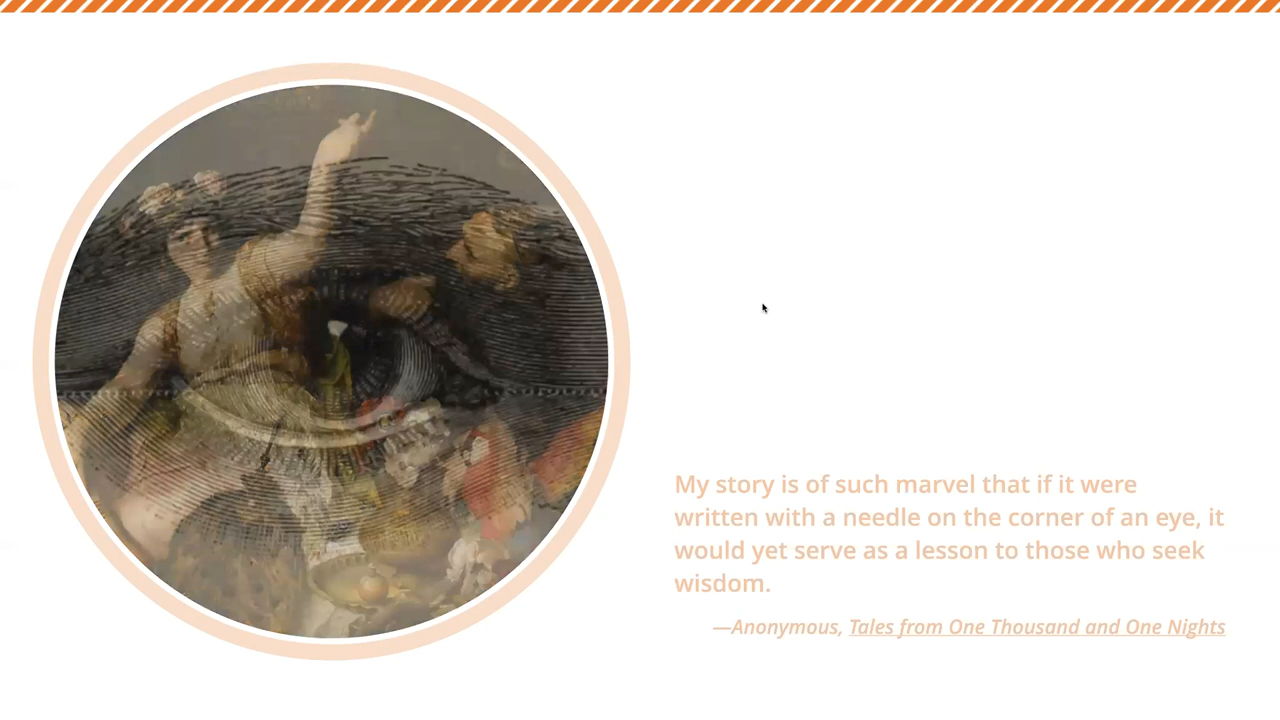 My story is of such marvel that if it were
written with a needle on the corner of an eye, it
would yet serve as a lesson to those who seek
wisdom.
—Anonymous, Tales from One Thousand and One Nights